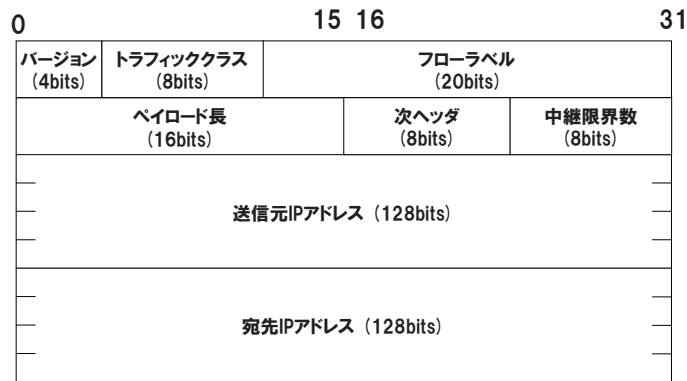 0 15 16 31
バージョン トラフィッククラス フローラベル
(4bits) (8bits) (20bits)
ペイロード長 次ヘッダ 中継限界数
(16bits) (8bits) (8bits)
送信元IPアドレス (128bits)
宛先IPアドレス (128bits)